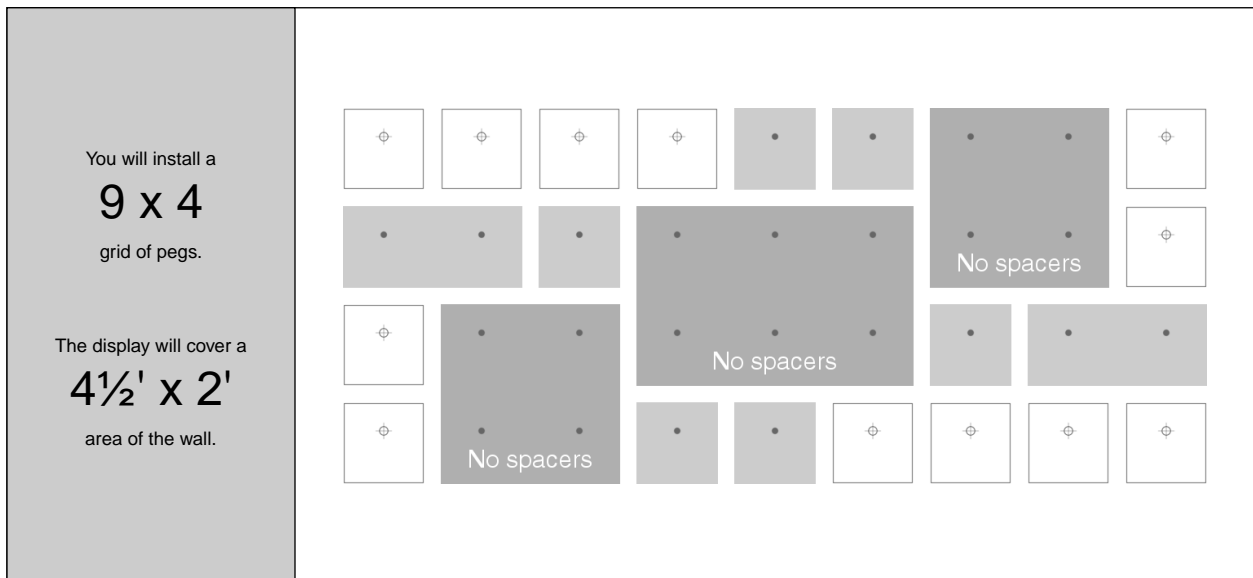 You will install a
9 x 4
grid of pegs.
The display will cover a
4½' x 2'
area of the wall.
No spacers
No spacers
No spacers